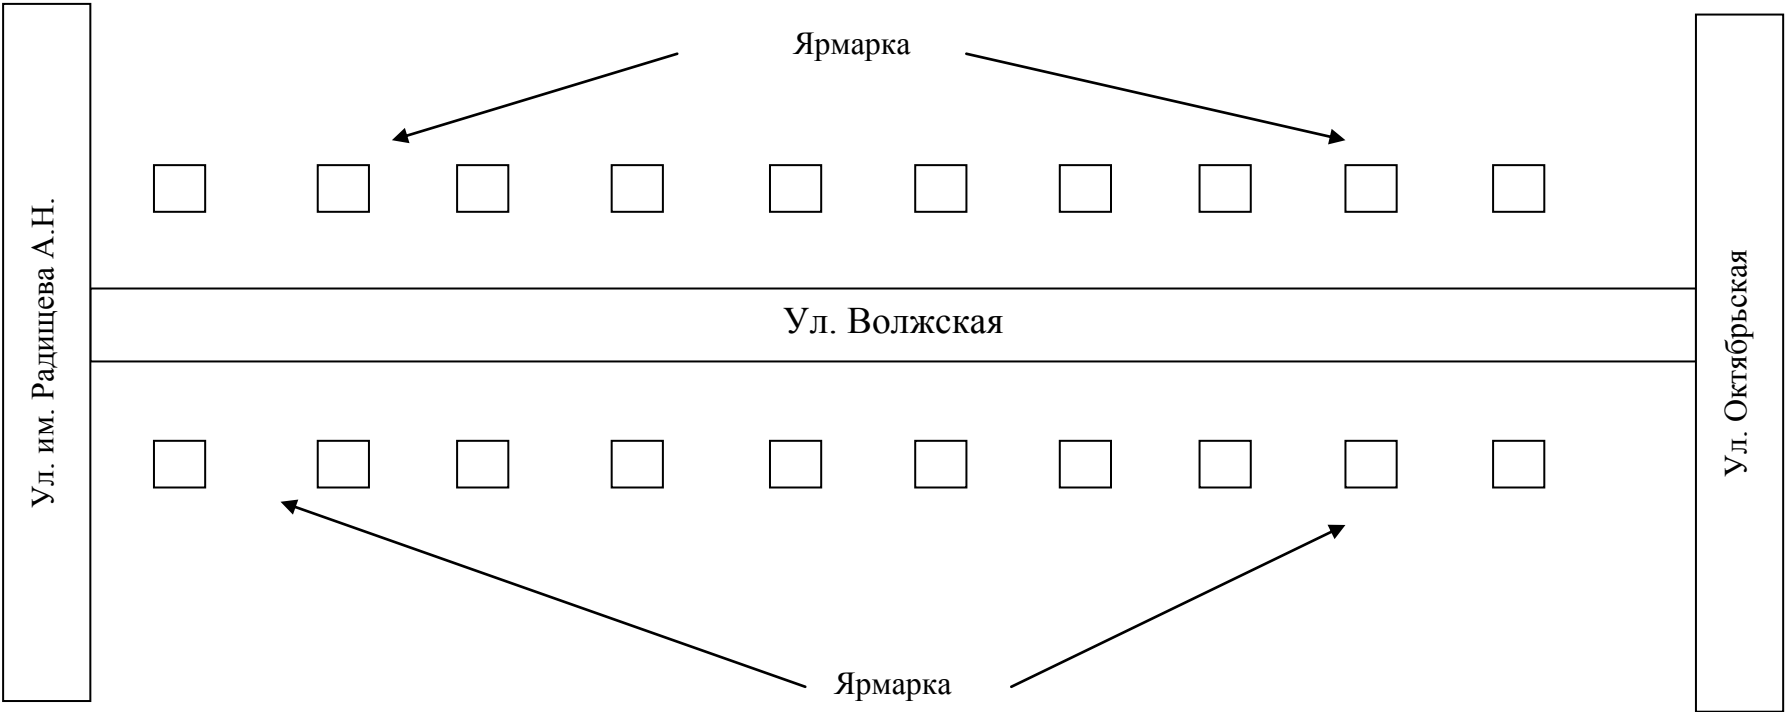 Ярмарка
Ул. им. Радищева А.Н.
Ул. Волжская
Ул. Октябрьская
Ярмарка